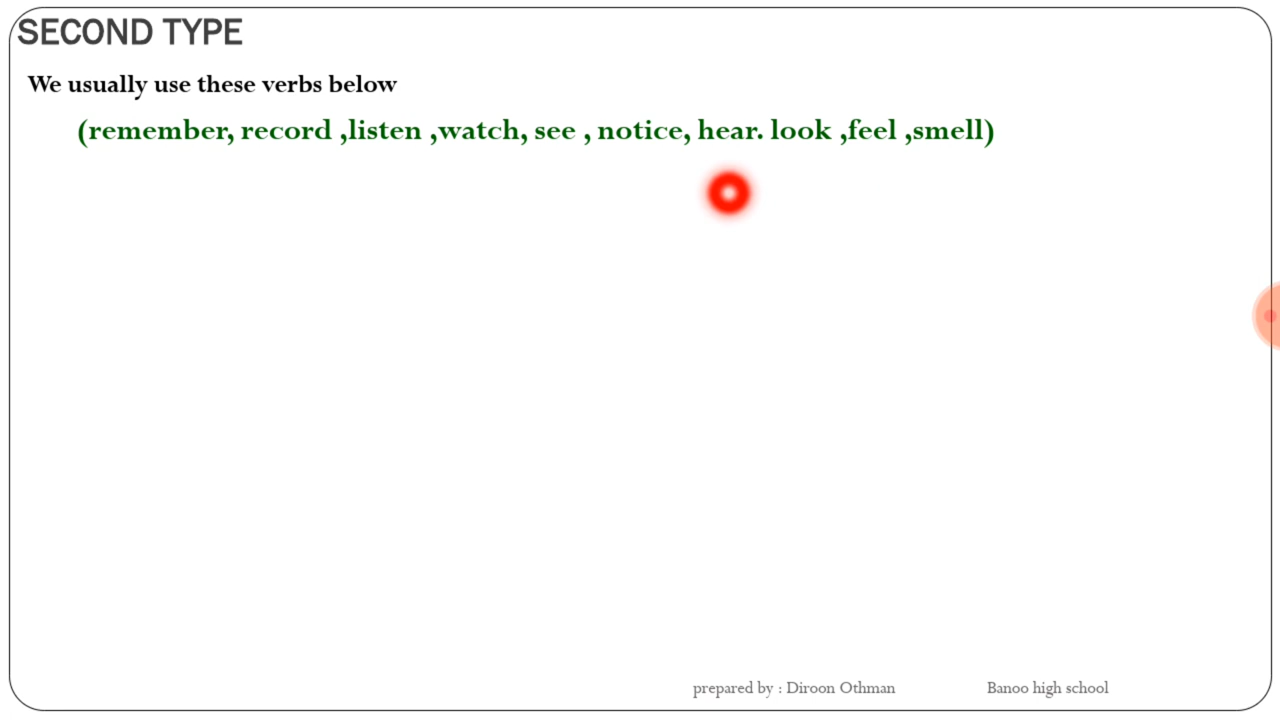 SECOND TYPE
We usually use these verbs below
(remember, record ,listen ,watch, see , notice, hear. look ,feel ,smell)
prepared by : Diroon Othman Banoo high school